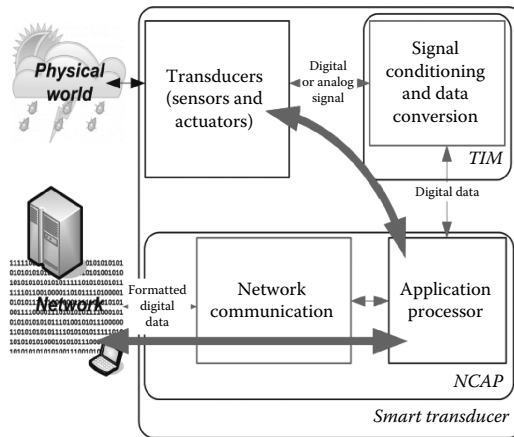 Physical
world
Transducers
(sensors and
actuators)
Digital
or analog
signal
Signal
conditioning
and data
conversion
TIM
Digital data
Network
Formatted
digital
data
Network
communication
Application
processor
NCAP
Smart transducer